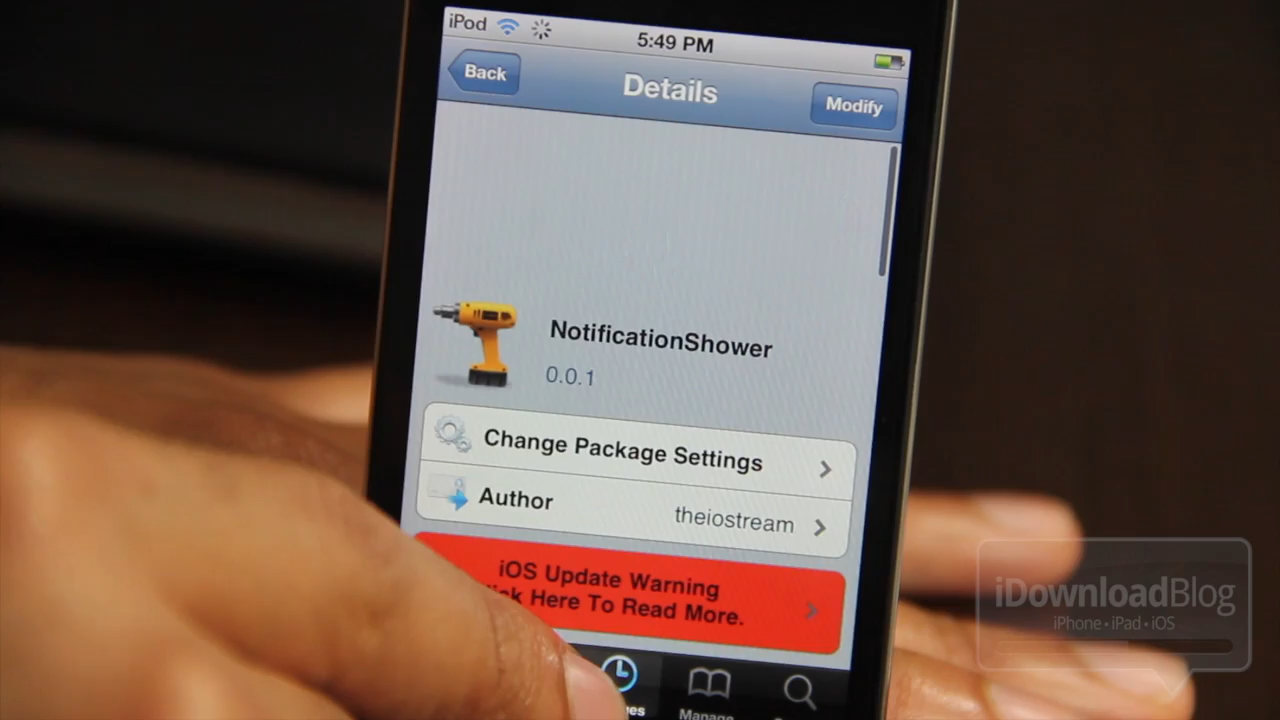 iPod
5:49 PM
Back
Details
Modify
NotificationShower
0.0.1
Change Package Settings
Author
theiostream
iOS Update Warning
Here To Read More.
Manage
iDownloadBlog
iPhone • iPad • iOS